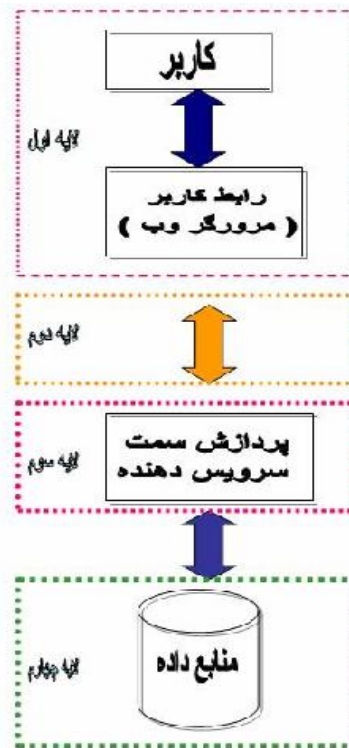 کاربر
لایه اول
رابط کاربر
( مرورگر وب )
لایه دوم
پردازش سمت
سرویس دهنده
لایه سوم
منابع داده
لایه چهارم